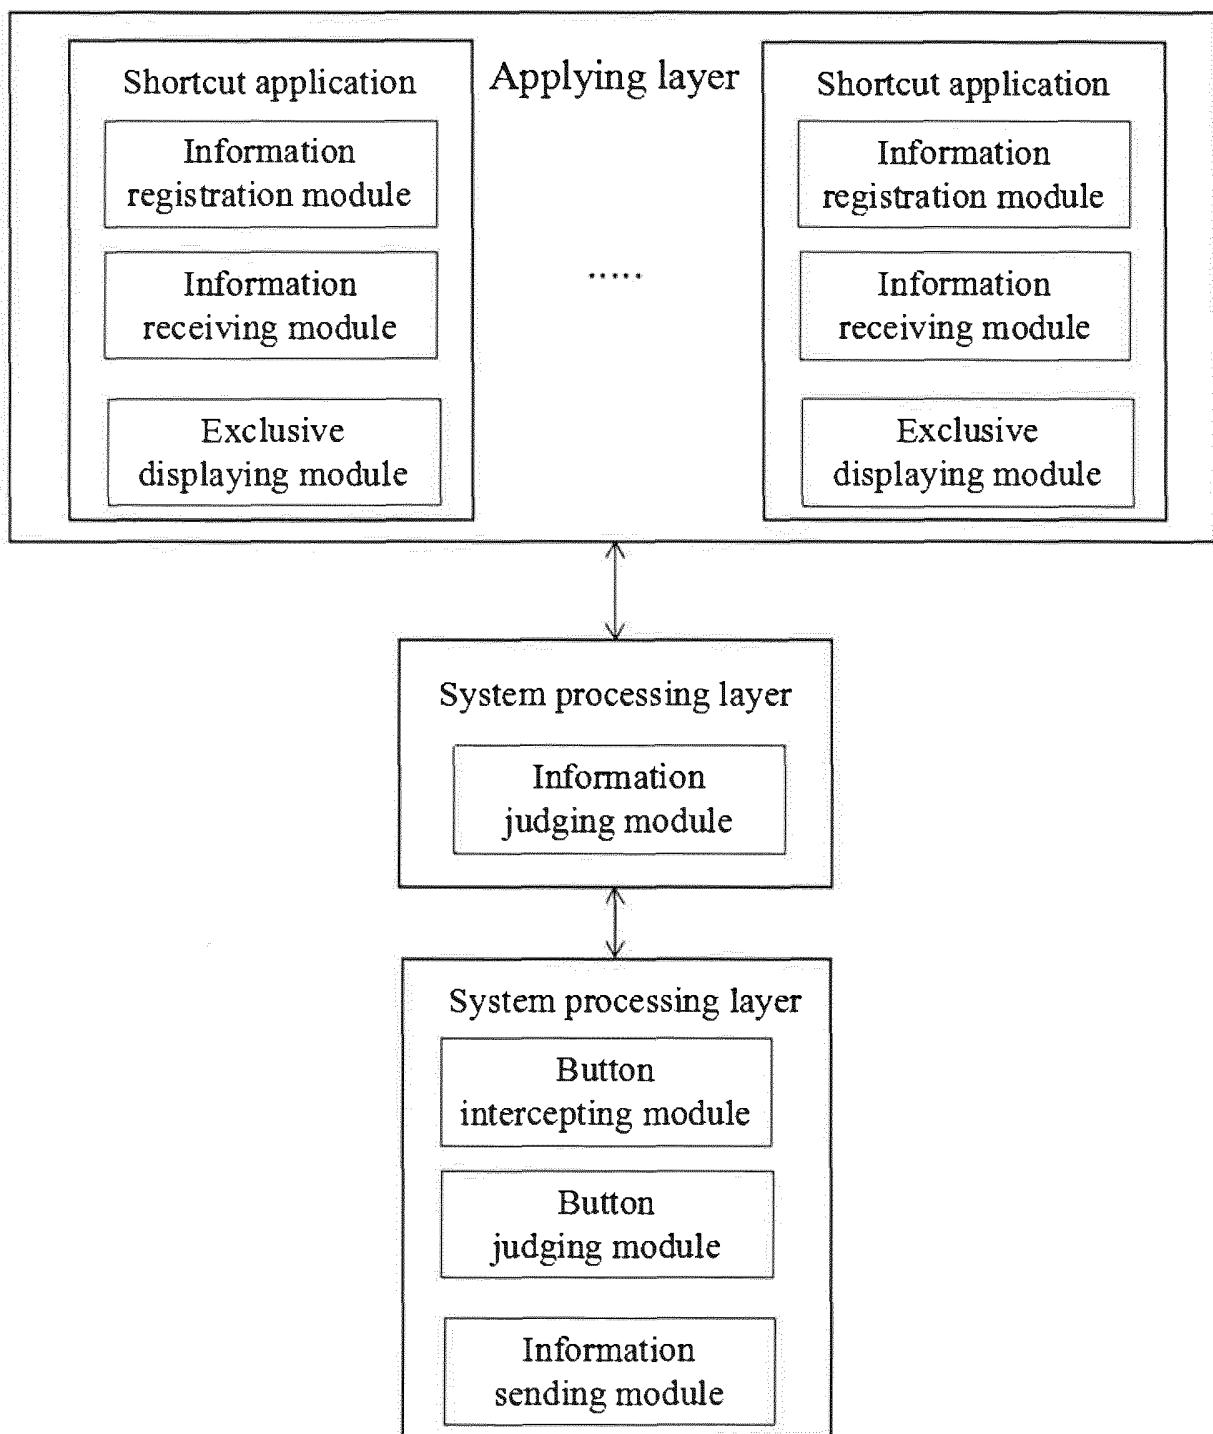 Applying layer
Shortcut application
Information
registration module
Information
receiving module
Exclusive
displaying module
.....
Shortcut application
Information
registration module
Information
receiving module
Exclusive
displaying module
System processing layer
Information
judging module
System processing layer
Button
intercepting module
Button
judging module
Information
sending module